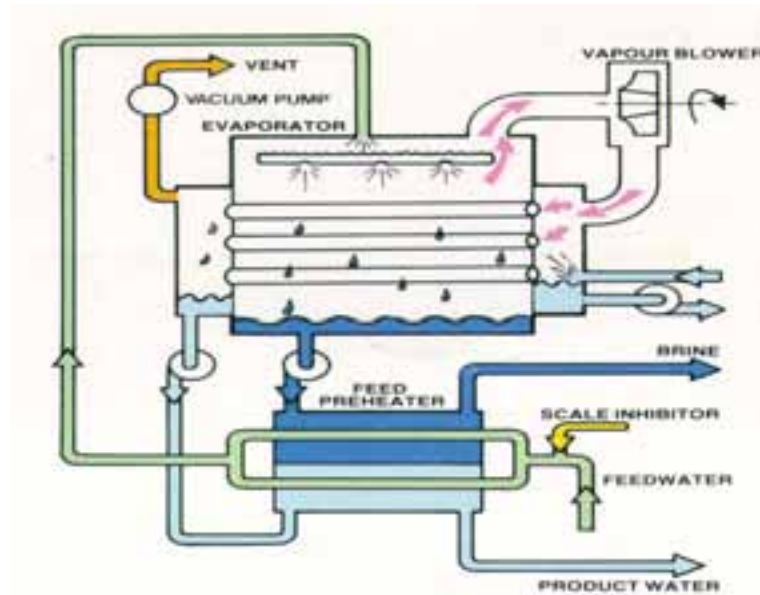 VAPOUR BLOWER
VENT
VACUUM PUMP
EVAPORATOR
BRINE
FEED
PREHEATER
SCALE INHIBITOR
FEEDWATER
PRODUCT WATER